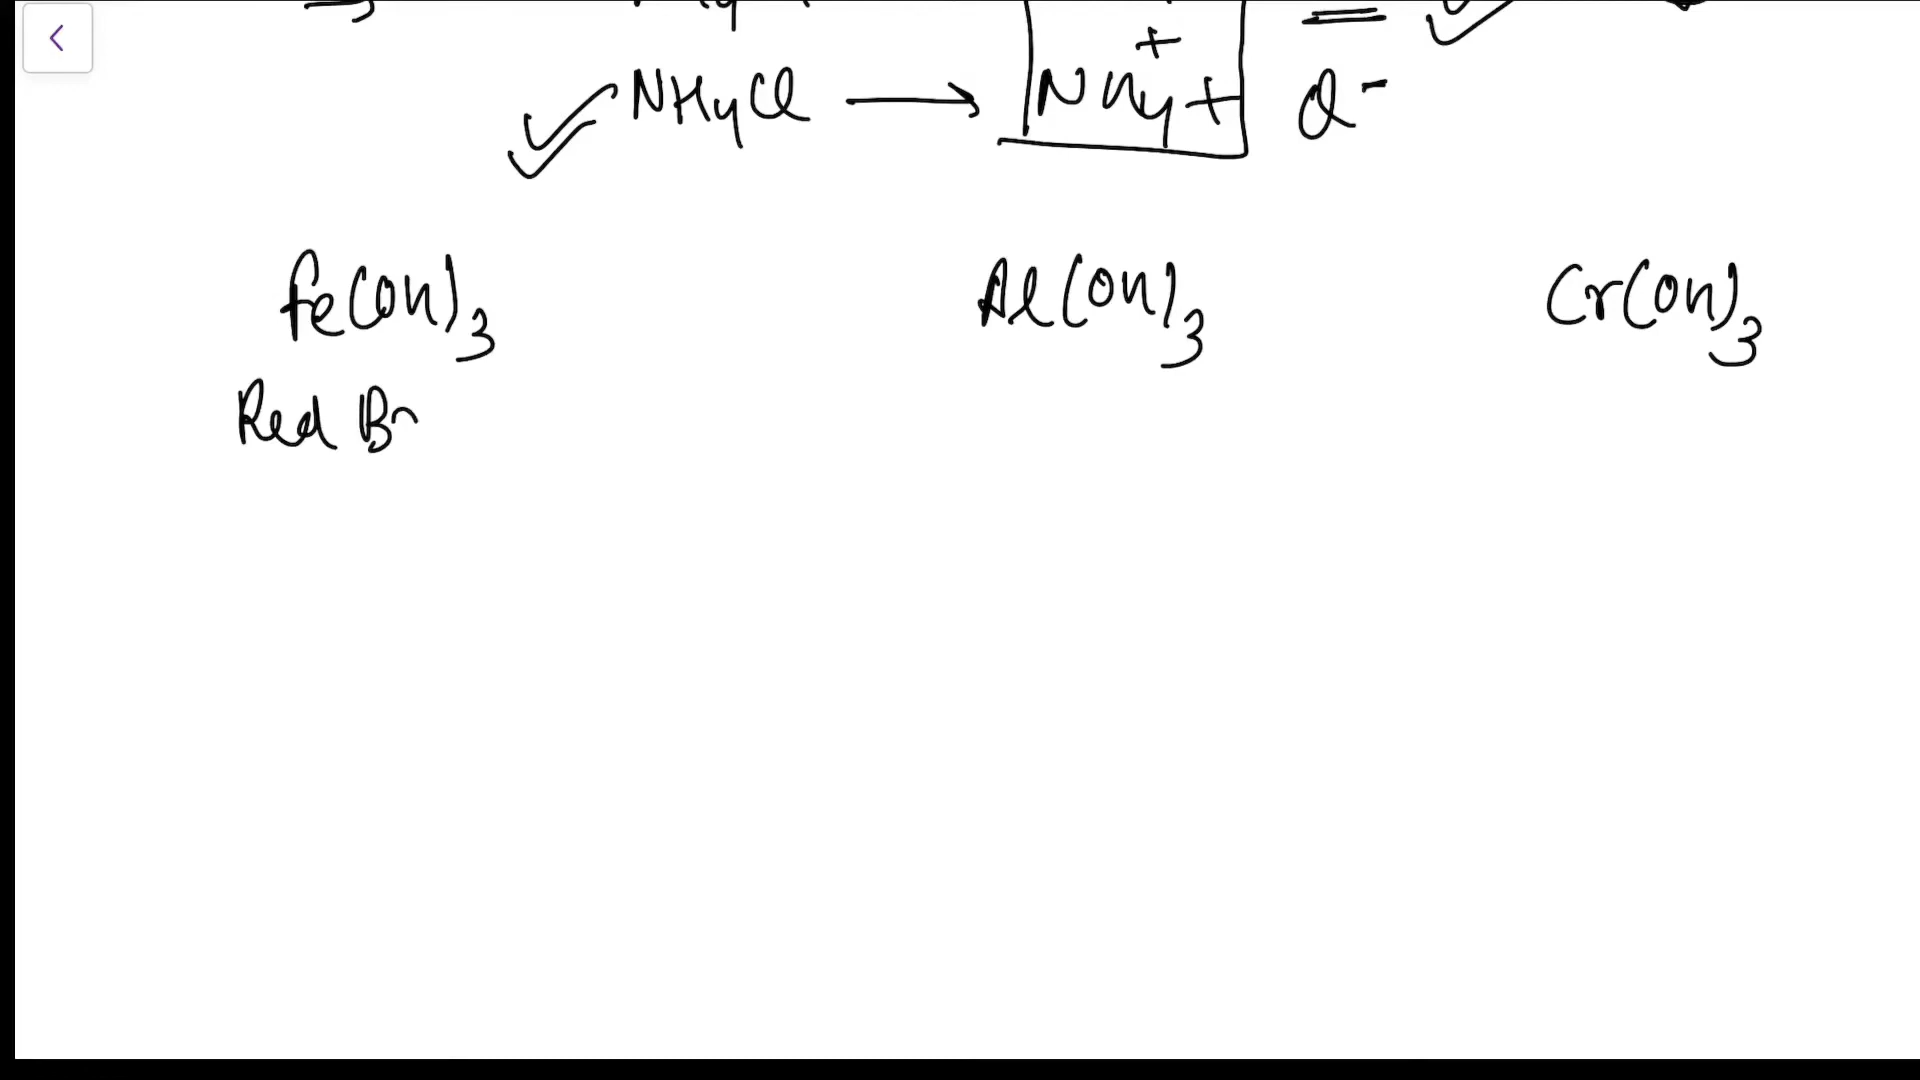 +
NH4Cl → NH4+ Cl-
Fe(OH)3 Al(OH)3 Cr(OH)3
Red Br